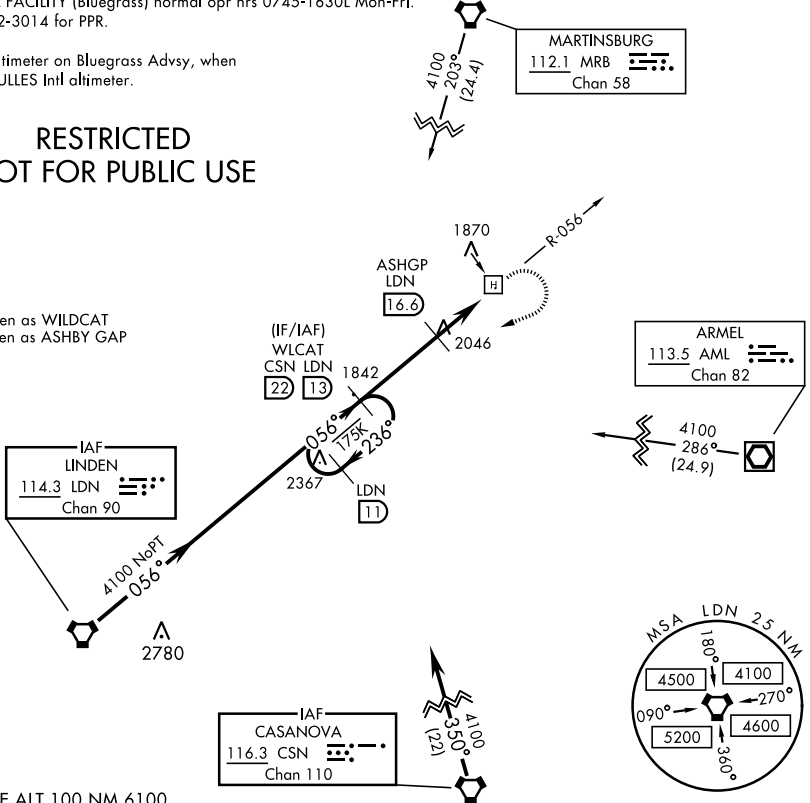 FACILITY (Bluegrass) normal opr hrs 0745-1630L Mon-Fri.
2-3014 for PPR.
timeter on Bluegrass Advsy, when
ULLES Intl altimeter.
RESTRICTED
OT FOR PUBLIC USE
MARTINSBURG
112.1 MRB
Chan 58
4100
203°
(24.4)
1870
R-056
H
ASHGP
LDN
16.6
2046
en as WILDCAT
en as ASHBY GAP
(IF/IAF)
WLCAT
CSN LDN
22 13
1842
056°
175K
236°
2367
LDN
11
ARMEL
113.5 AML
Chan 82
4100
286°
(24.9)
IAF
LINDEN
114.3 LDN
Chan 90
4100 NoPT
056°
2780
IAF
CASANOVA
116.3 CSN
Chan 110
4100
350°
(22)
MSA LDN 25 NM
180°
4500
4100
090°
270°
5200
4600
360°
E ALT 100 NM 6100